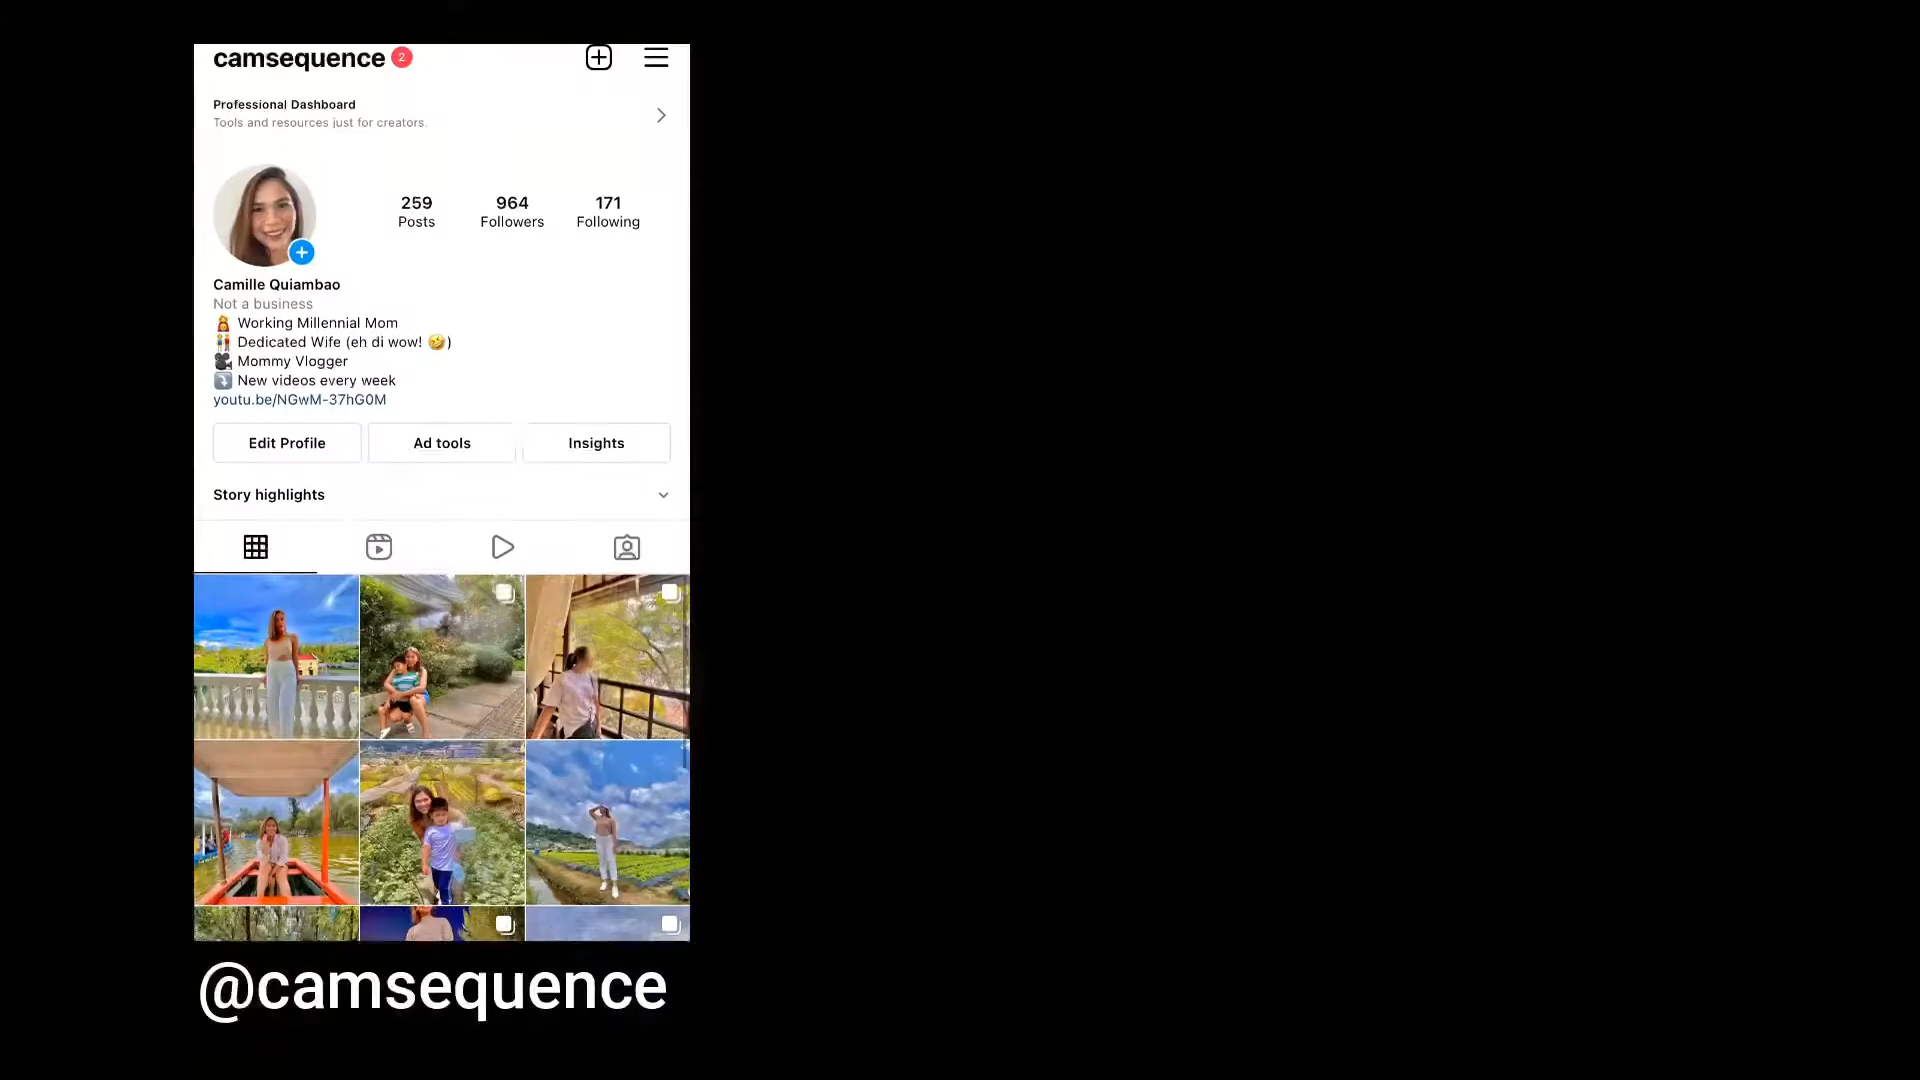 camsequence 2
Professional Dashboard
Tools and resources just for creators.
259 964 171
Posts Followers Following
Camille Quiambao
Not a business
👸 Working Millennial Mom
👫 Dedicated Wife (eh di wow! 🤣)
🎥 Mommy Vlogger
⤵️ New videos every week
youtu.be/NGwM-37hG0M
Edit Profile Ad tools Insights
Story highlights
@camsequence